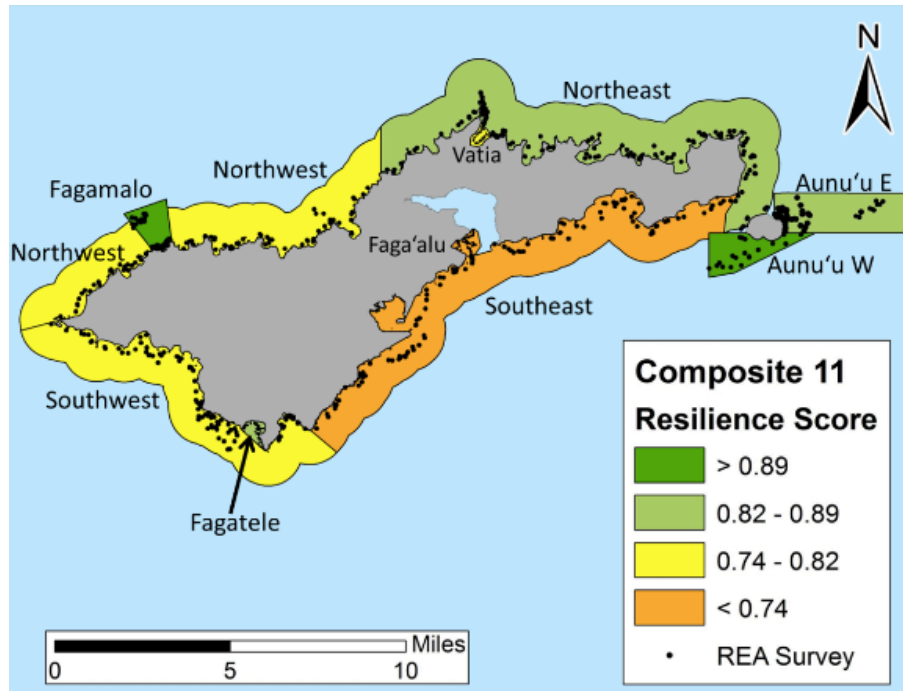 N
Northeast
Vatia
Northwest
Fagamalo
Aunu‘u E
Northwest
Faga‘alu
Aunu‘u W
Southeast
Southwest
Fagatele
Composite 11
Resilience Score
> 0.89
0.82 - 0.89
0.74 - 0.82
< 0.74
REA Survey
Miles
0 5 10